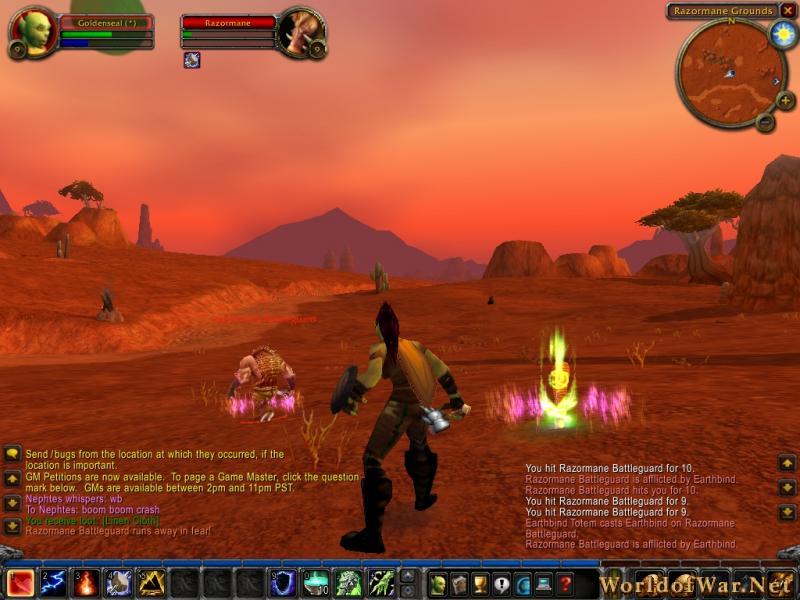 Goldenseal (*)
Razormane
Razormane Grounds
N
Send /bugs from the location at which they occurred, if the
location is important.
GM Petitions are now available. To page a Game Master, click the question
mark below. GMs are available between 2pm and 11pm PST.
Nephtes whispers: wb
To Nephtes: boom boom crash
You receive loot: [Linen Cloth].
Razormane Battleguard runs away in fear!
You hit Razormane Battleguard for 10.
Razormane Battleguard is afflicted by Earthbind.
Razormane Battleguard hits you for 10.
You hit Razormane Battleguard for 9.
You hit Razormane Battleguard for 9.
Earthbind Totem casts Earthbind on Razormane
Battleguard.
Razormane Battleguard is afflicted by Earthbind.
WorldofWar.Net